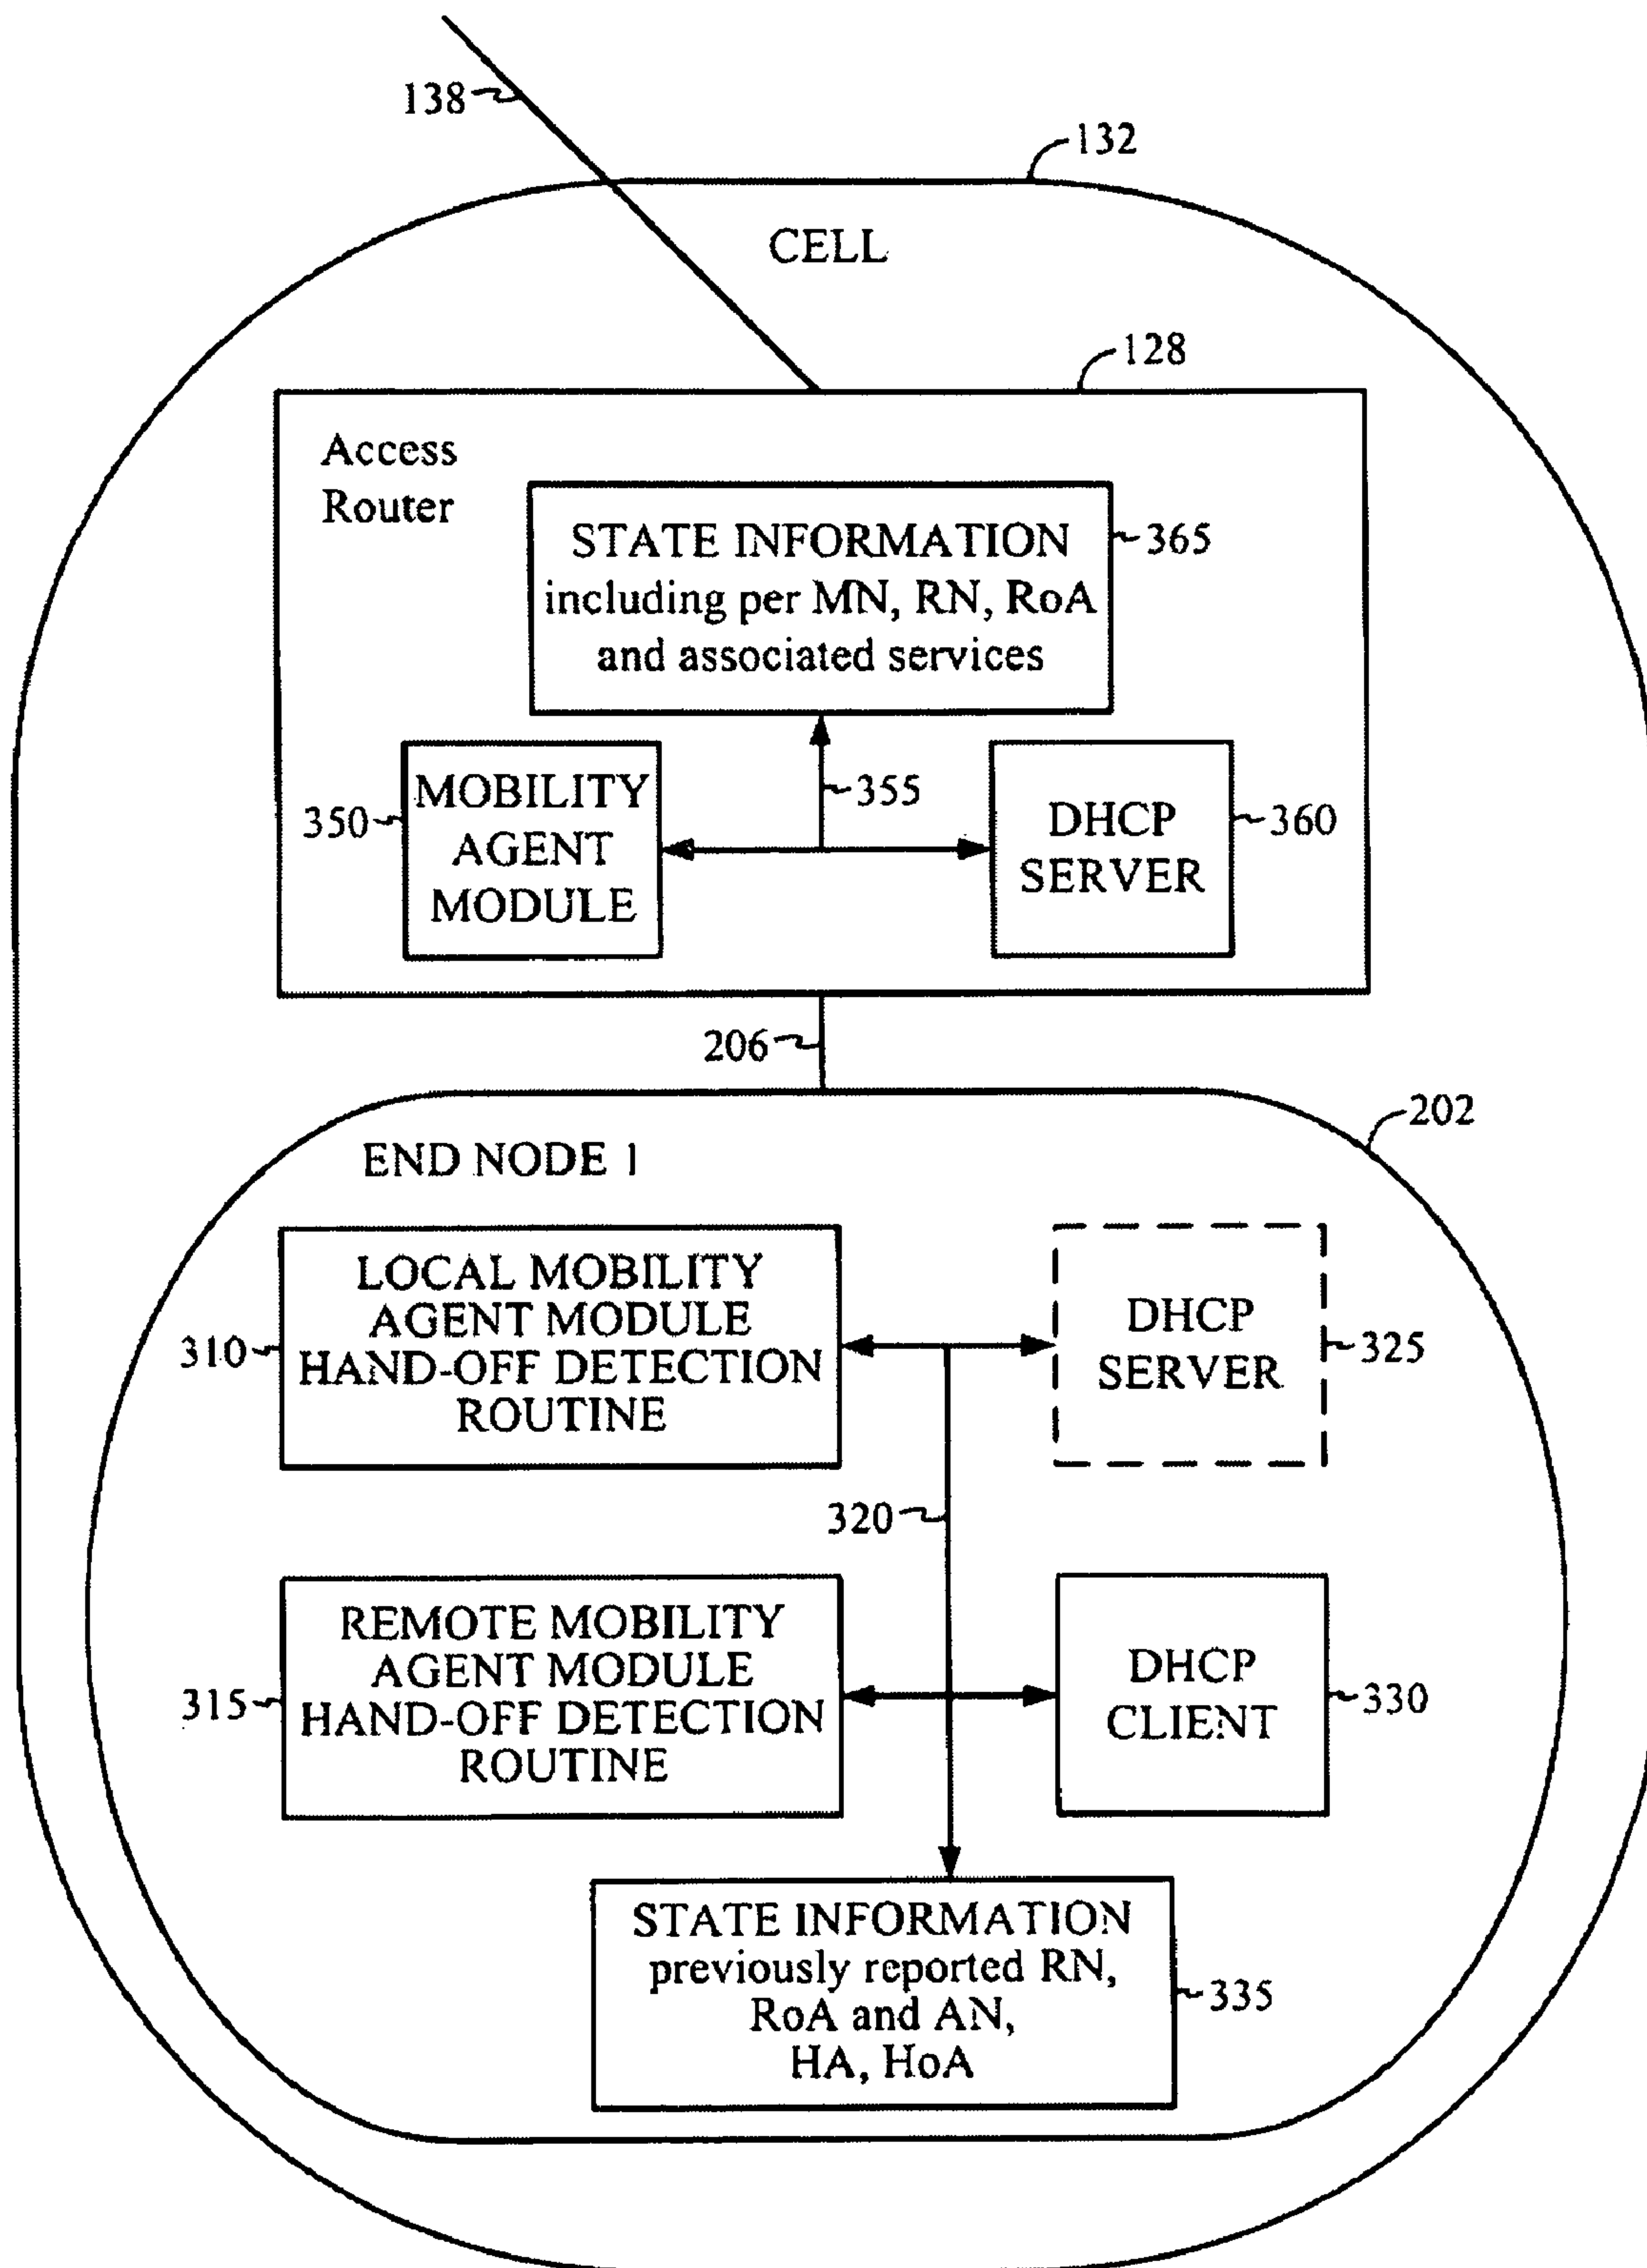 138
132
CELL
128
Access
Router
STATE INFORMATION
including per MN, RN, RoA
and associated services
365
MOBILITY
AGENT
MODULE
350
355
DHCP
SERVER
360
206
202
END NODE 1
LOCAL MOBILITY
AGENT MODULE
HAND-OFF DETECTION
ROUTINE
310
DHCP
SERVER
325
320
REMOTE MOBILITY
AGENT MODULE
HAND-OFF DETECTION
ROUTINE
315
DHCP
CLIENT
330
STATE INFORMATION
previously reported RN,
RoA and AN,
HA, HoA
335